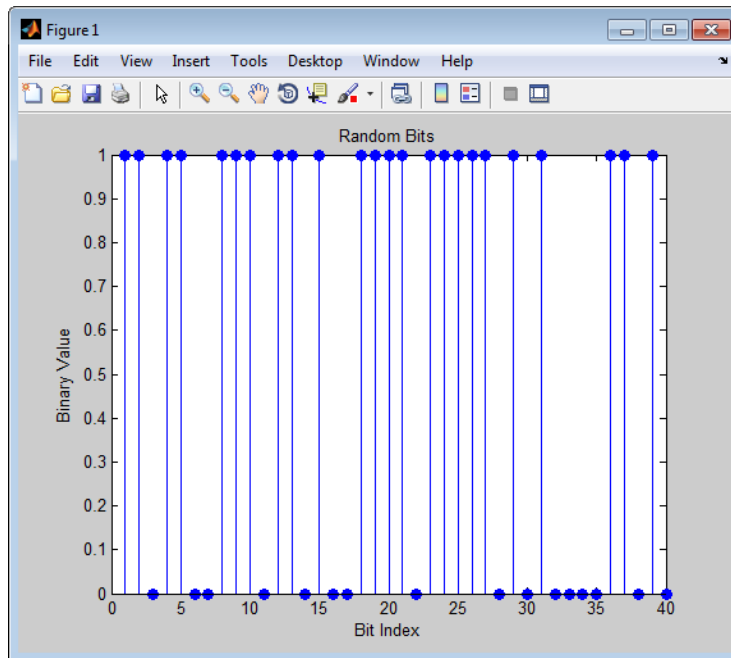 Figure 1
File Edit View Insert Tools Desktop Window Help
Random Bits
1
0.9
0.8
0.7
0.6
0.5
0.4
0.3
0.2
0.1
0
Binary Value
0 5 10 15 20 25 30 35 40
Bit Index